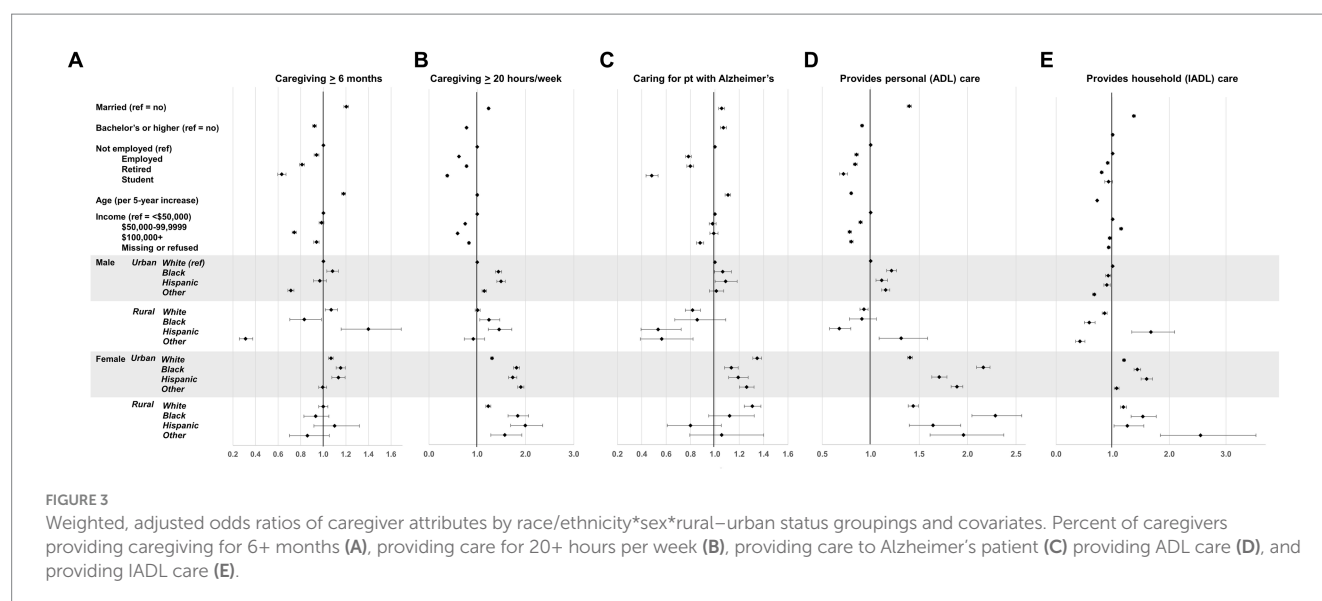 A B C D E
Caregiving ≥ 6 months Caregiving ≥ 20 hours/week Caring for pt with Alzheimer's Provides personal (ADL) care Provides household (IADL) care
Married (ref = no)
Bachelor's or higher (ref = no)
Not employed (ref)
Employed
Retired
Student
Age (per 5-year increase)
Income (ref = <$50,000)
$50,000-99,9999
$100,000+
Missing or refused
Male Urban White (ref)
Black
Hispanic
Other
Rural White
Black
Hispanic
Other
Female Urban White
Black
Hispanic
Other
Rural White
Black
Hispanic
Other
0.2 0.4 0.6 0.8 1.0 1.2 1.4 1.6 0.0 1.0 2.0 3.0 0.2 0.4 0.6 0.8 1.0 1.2 1.4 1.6 0.5 1.0 1.5 2.0 2.5 0.0 1.0 2.0 3.0
FIGURE 3
Weighted, adjusted odds ratios of caregiver attributes by race/ethnicity*sex*rural–urban status groupings and covariates. Percent of caregivers
providing caregiving for 6+ months (A), providing care for 20+ hours per week (B), providing care to Alzheimer's patient (C) providing ADL care (D), and
providing IADL care (E).